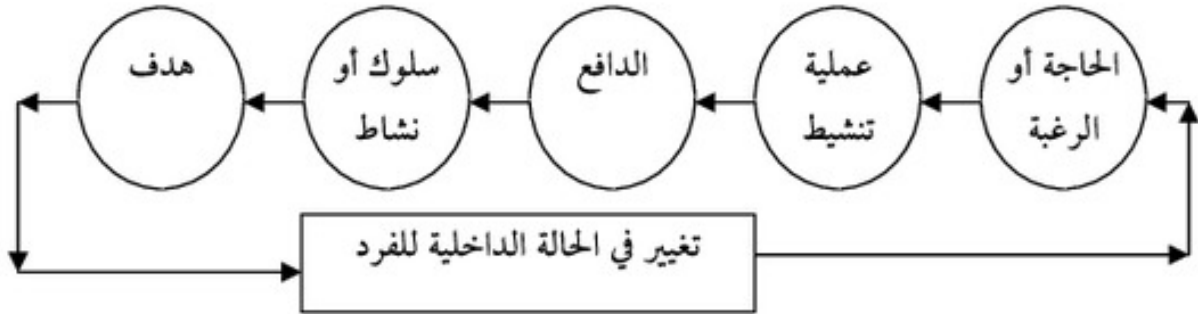 الحاجة أو
الرغبة
عملية
تنشيط
الدافع
سلوك أو
نشاط
هدف
تغيير في الحالة الداخلية للفرد